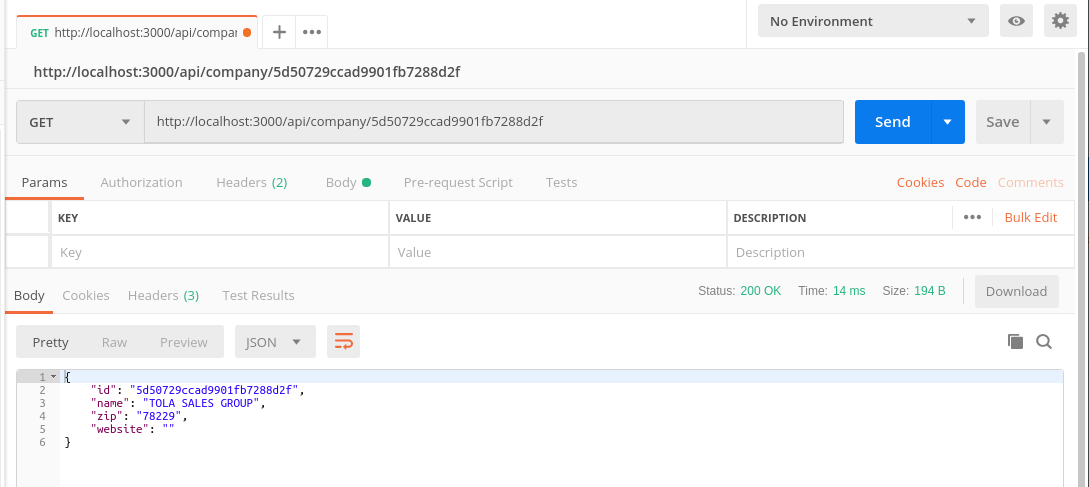 GET http://localhost:3000/api/compar
No Environment
http://localhost:3000/api/company/5d50729ccad9901fb7288d2f
GET http://localhost:3000/api/company/5d50729ccad9901fb7288d2f Send Save
Params Authorization Headers (2) Body Pre-request Script Tests Cookies Code Comments
KEY VALUE DESCRIPTION Bulk Edit
Key Value Description
Body Cookies Headers (3) Test Results Status: 200 OK Time: 14 ms Size: 194 B Download
Pretty Raw Preview JSON
1 {
2 "id": "5d50729ccad9901fb7288d2f",
3 "name": "TOLA SALES GROUP",
4 "zip": "78229",
5 "website": ""
6 }